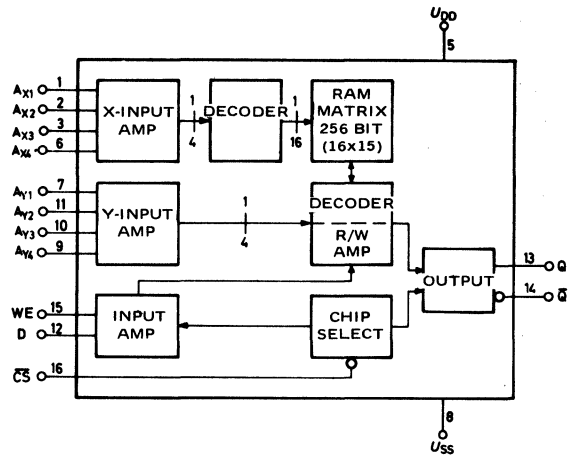 UDD
5
AX1 1
AX2 2
AX3 3
AX4 6
X-INPUT
AMP
1
4
DECODER
1
16
RAM
MATRIX
256 BIT
(16x15)
AY1 7
AY2 11
AY3 10
AY4 9
Y-INPUT
AMP
1
4
DECODER
R/W
AMP
OUTPUT
13 Q
14 Q̅
WE 15
D 12
INPUT
AMP
CHIP
SELECT
C̅S̅ 16
8
USS